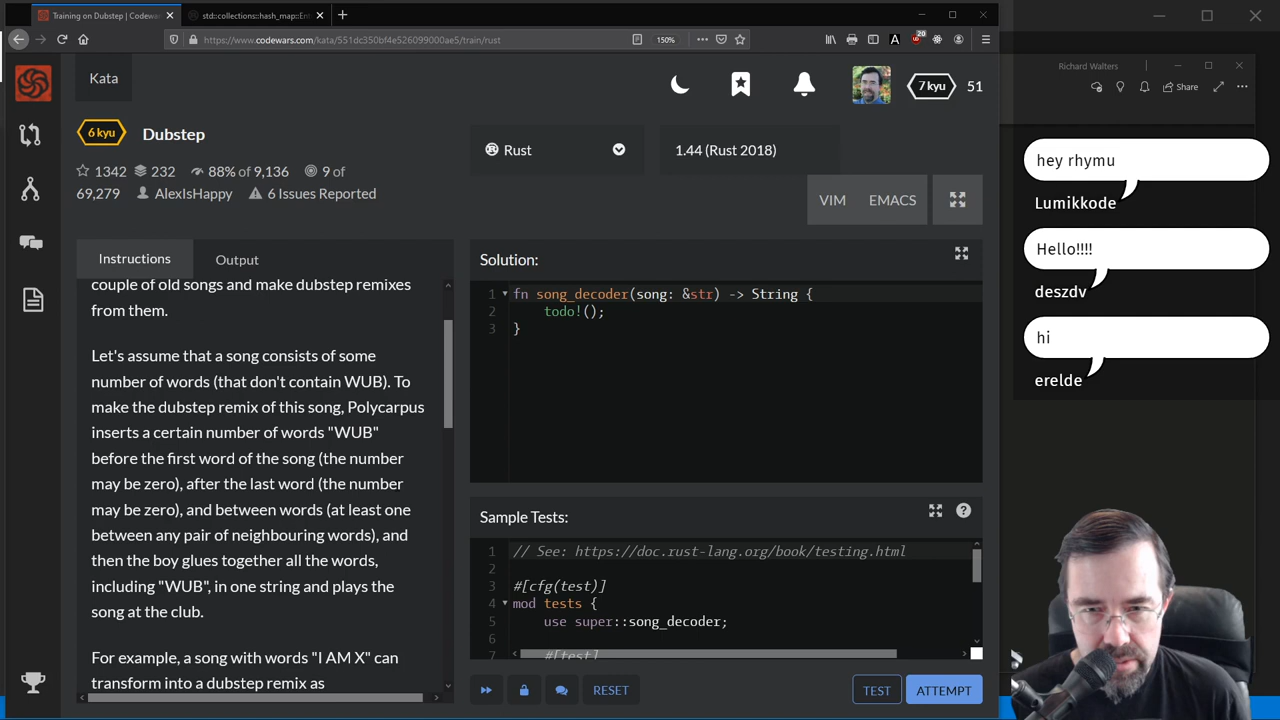 Training on Dubstep | Codewar
std::collections::hash_map::En
https://www.codewars.com/kata/551dc350bf4e526099000ae5/train/rust
150%
20
Richard Walters
Share
Kata
7 kyu
51
6 kyu
Dubstep
1342
232
88% of 9,136
9 of
69,279
AlexIsHappy
6 Issues Reported
Rust
1.44 (Rust 2018)
VIM
EMACS
Instructions
Output
couple of old songs and make dubstep remixes
from them.
Let's assume that a song consists of some
number of words (that don't contain WUB). To
make the dubstep remix of this song, Polycarpus
inserts a certain number of words "WUB"
before the first word of the song (the number
may be zero), after the last word (the number
may be zero), and between words (at least one
between any pair of neighbouring words), and
then the boy glues together all the words,
including "WUB", in one string and plays the
song at the club.
For example, a song with words "I AM X" can
transform into a dubstep remix as
Solution:
1 fn song_decoder(song: &str) -> String {
2 todo!();
3 }
Sample Tests:
1 // See: https://doc.rust-lang.org/book/testing.html
2
3 #[cfg(test)]
4 mod tests {
5 use super::song_decoder;
6
7 #[test]
RESET
TEST
ATTEMPT
hey rhymu
Lumikkode
Hello!!!!
deszdv
hi
erelde